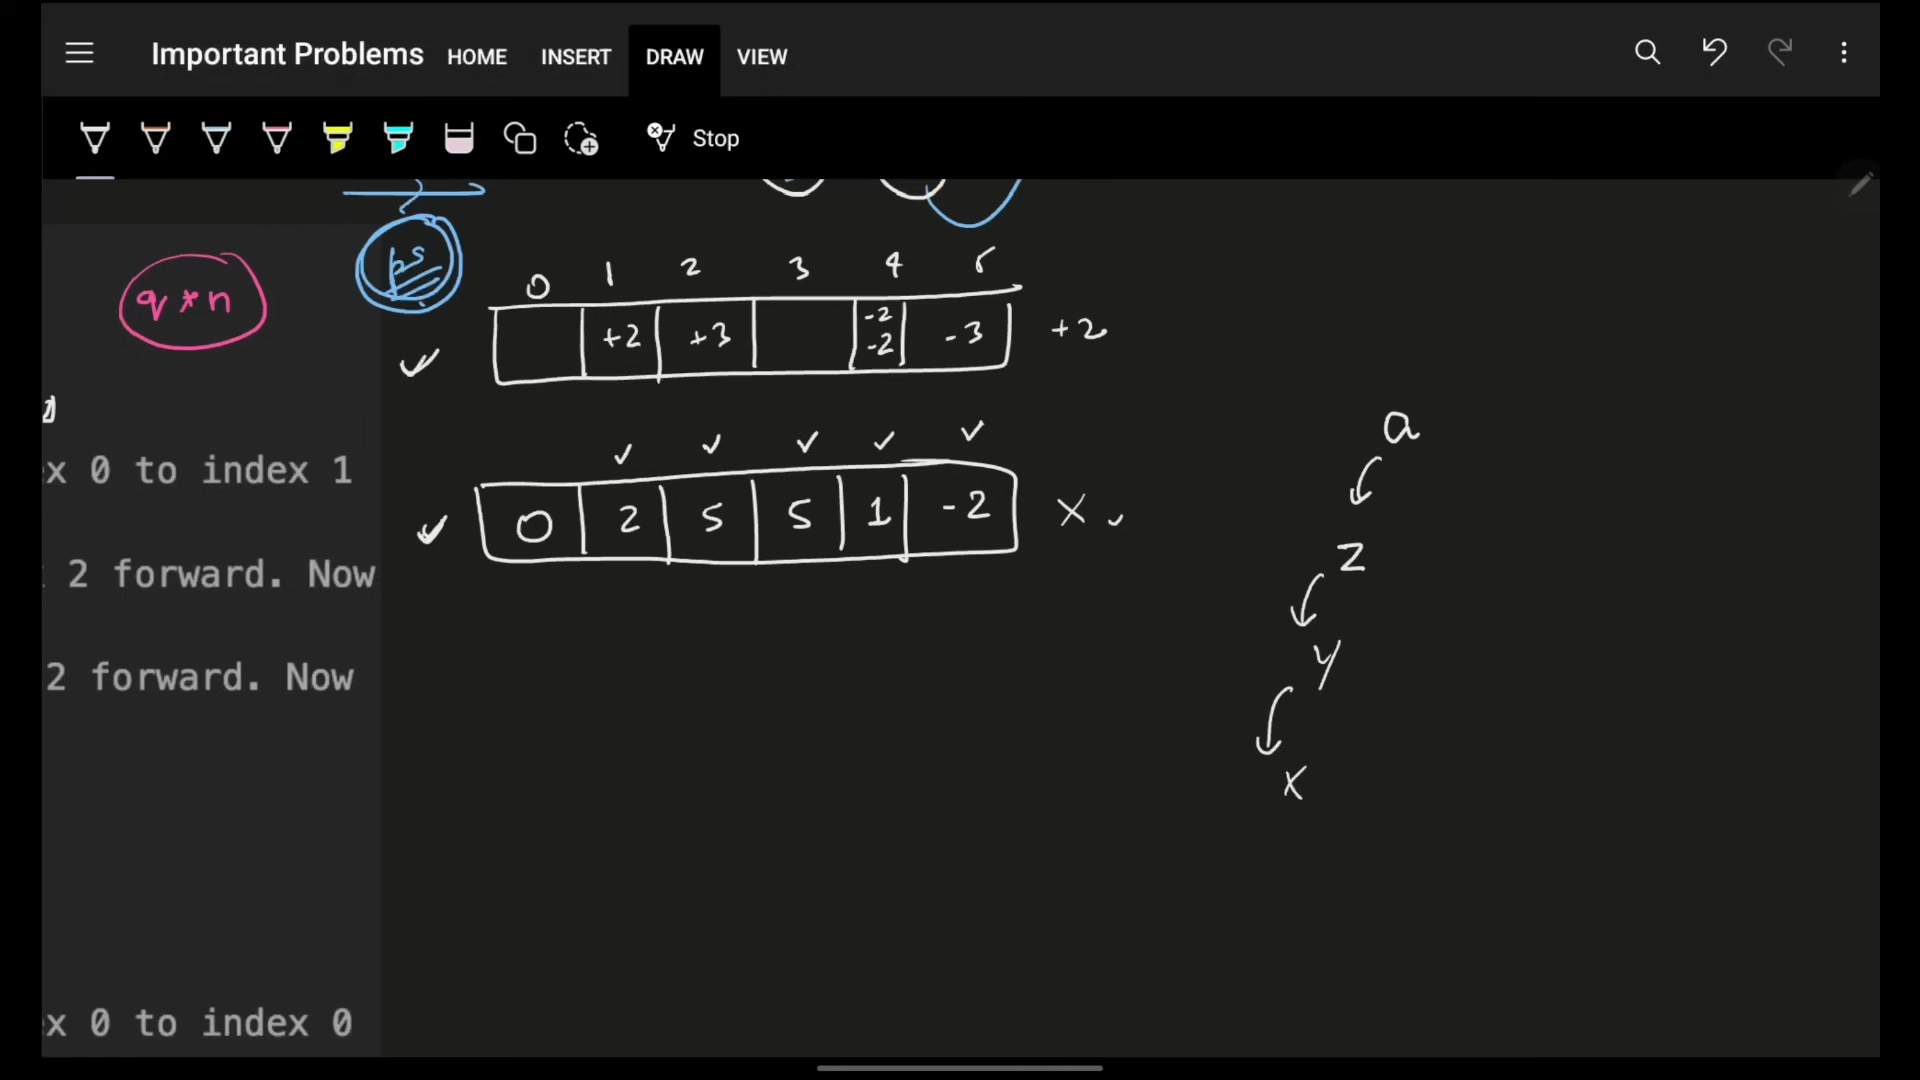 Important Problems HOME INSERT DRAW VIEW
Stop
ps
q * n
0 1 2 3 4 5
+2 +3 -2 -2 -3 +2
0 2 5 5 1 -2 X
a
z
y
x
x 0 to index 1
2 forward. Now
2 forward. Now
x 0 to index 0